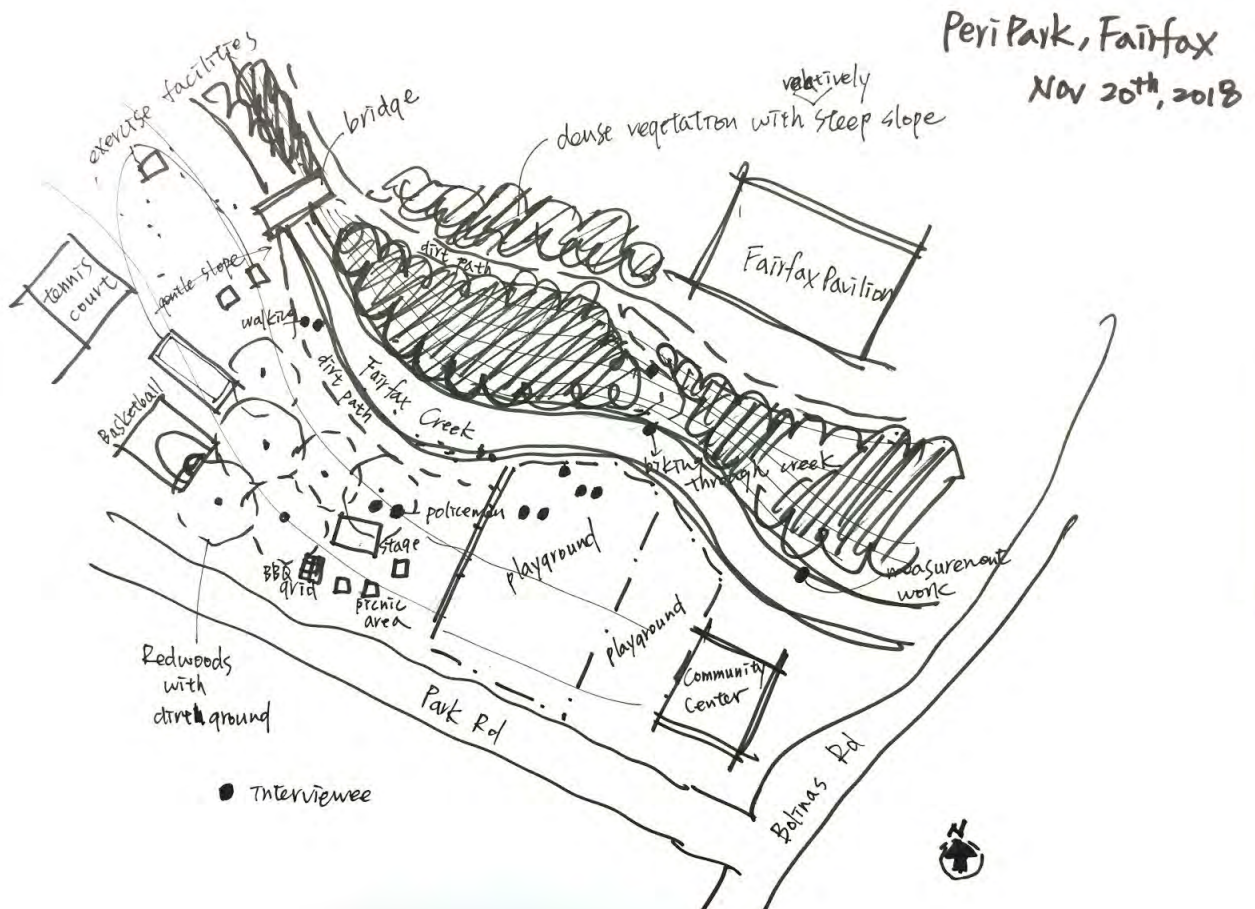 Peri Park, Fairfax
Nov 20th, 2018
exercise facilities
bridge
relatively
dense vegetation with steep slope
Fairfax Pavilion
tennis
court
gentle slope
dirt path
walking
dirt path
Fairfax
Creek
Basketball
biking
through creek
policeman
stage
playground
BBQ
grid
picnic
area
playground
measurement
work
Community
Center
Redwoods
with
dirt ground
Park Rd
Bolinas Rd
Interviewee
N